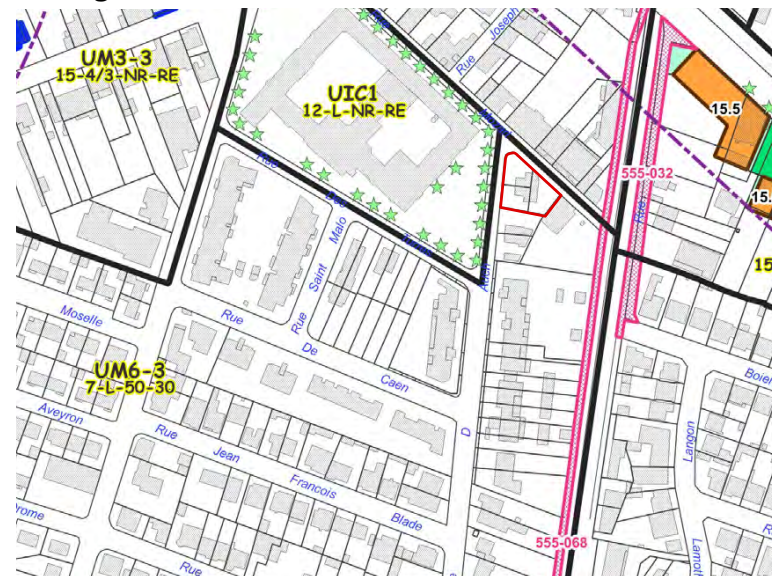 UM3-3
15-4/3-NR-RE
UIC1
12-L-NR-RE
Rue
Joseph
15.5
555-032
Rue
Des
Saint
Malo
15
Moselle
Rue
Rue
De
Caen
UM6-3
7-L-50-30
D
Aveyron
Rue
Jean
Francois
Blade
Langon
555-068
Rue